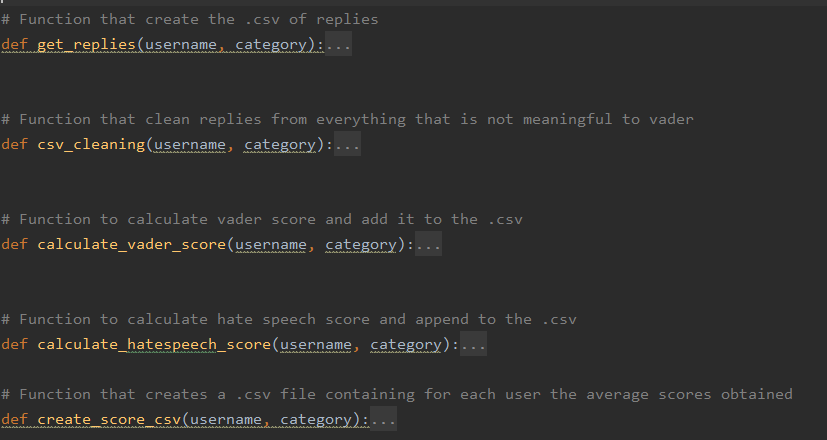 # Function that create the .csv of replies
def get_replies(username, category):...
# Function that clean replies from everything that is not meaningful to vader
def csv_cleaning(username, category):...
# Function to calculate vader score and add it to the .csv
def calculate_vader_score(username, category):...
# Function to calculate hate speech score and append to the .csv
def calculate_hatespeech_score(username, category):...
# Function that creates a .csv file containing for each user the average scores obtained
def create_score_csv(username, category):...